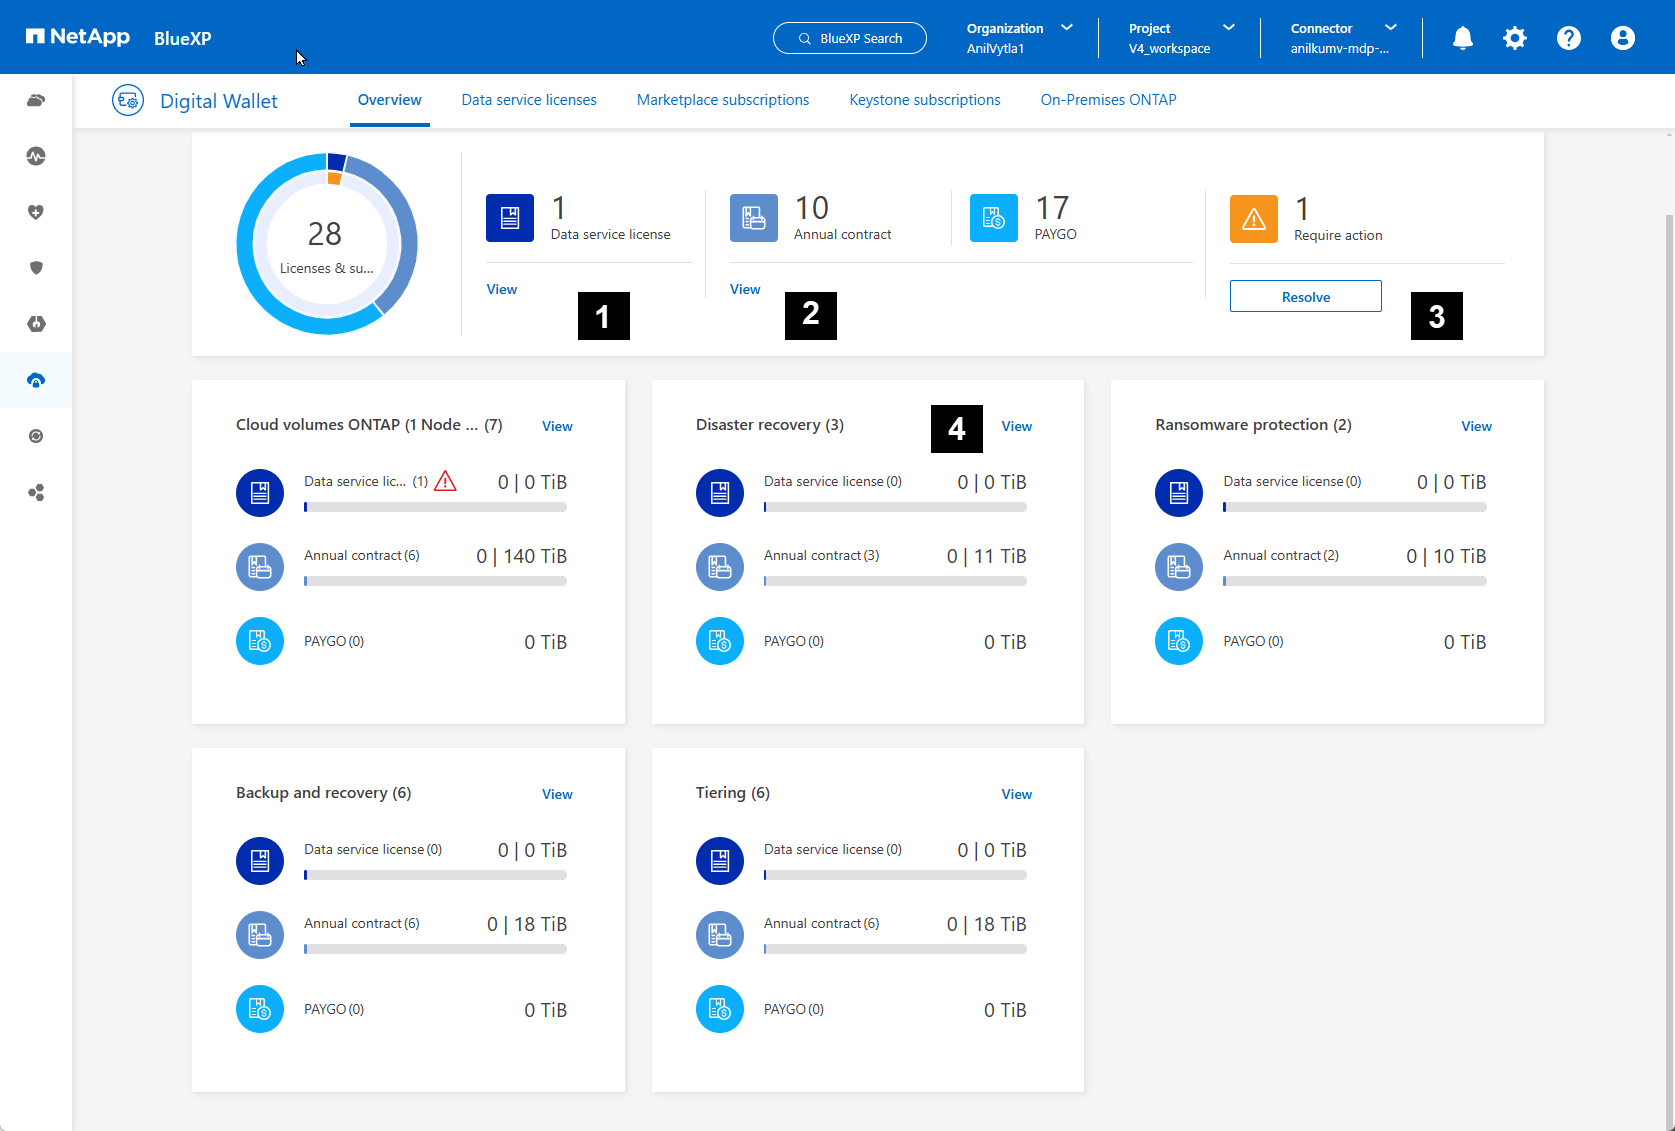 NetApp BlueXP
BlueXP Search
Organization
AnilVytla1
Project
V4_workspace
Connector
anilkumv-mdp-...
Digital Wallet
Overview
Data service licenses
Marketplace subscriptions
Keystone subscriptions
On-Premises ONTAP
28
Licenses & su...
1
Data service license
View
1
10
Annual contract
View
2
17
PAYGO
1
Require action
Resolve
3
Cloud volumes ONTAP (1 Node ... (7)
View
Data service lic... (1)
0 | 0 TiB
Annual contract (6)
0 | 140 TiB
PAYGO (0)
0 TiB
Disaster recovery (3)
4
View
Data service license (0)
0 | 0 TiB
Annual contract (3)
0 | 11 TiB
PAYGO (0)
0 TiB
Ransomware protection (2)
View
Data service license (0)
0 | 0 TiB
Annual contract (2)
0 | 10 TiB
PAYGO (0)
0 TiB
Backup and recovery (6)
View
Data service license (0)
0 | 0 TiB
Annual contract (6)
0 | 18 TiB
PAYGO (0)
0 TiB
Tiering (6)
View
Data service license (0)
0 | 0 TiB
Annual contract (6)
0 | 18 TiB
PAYGO (0)
0 TiB